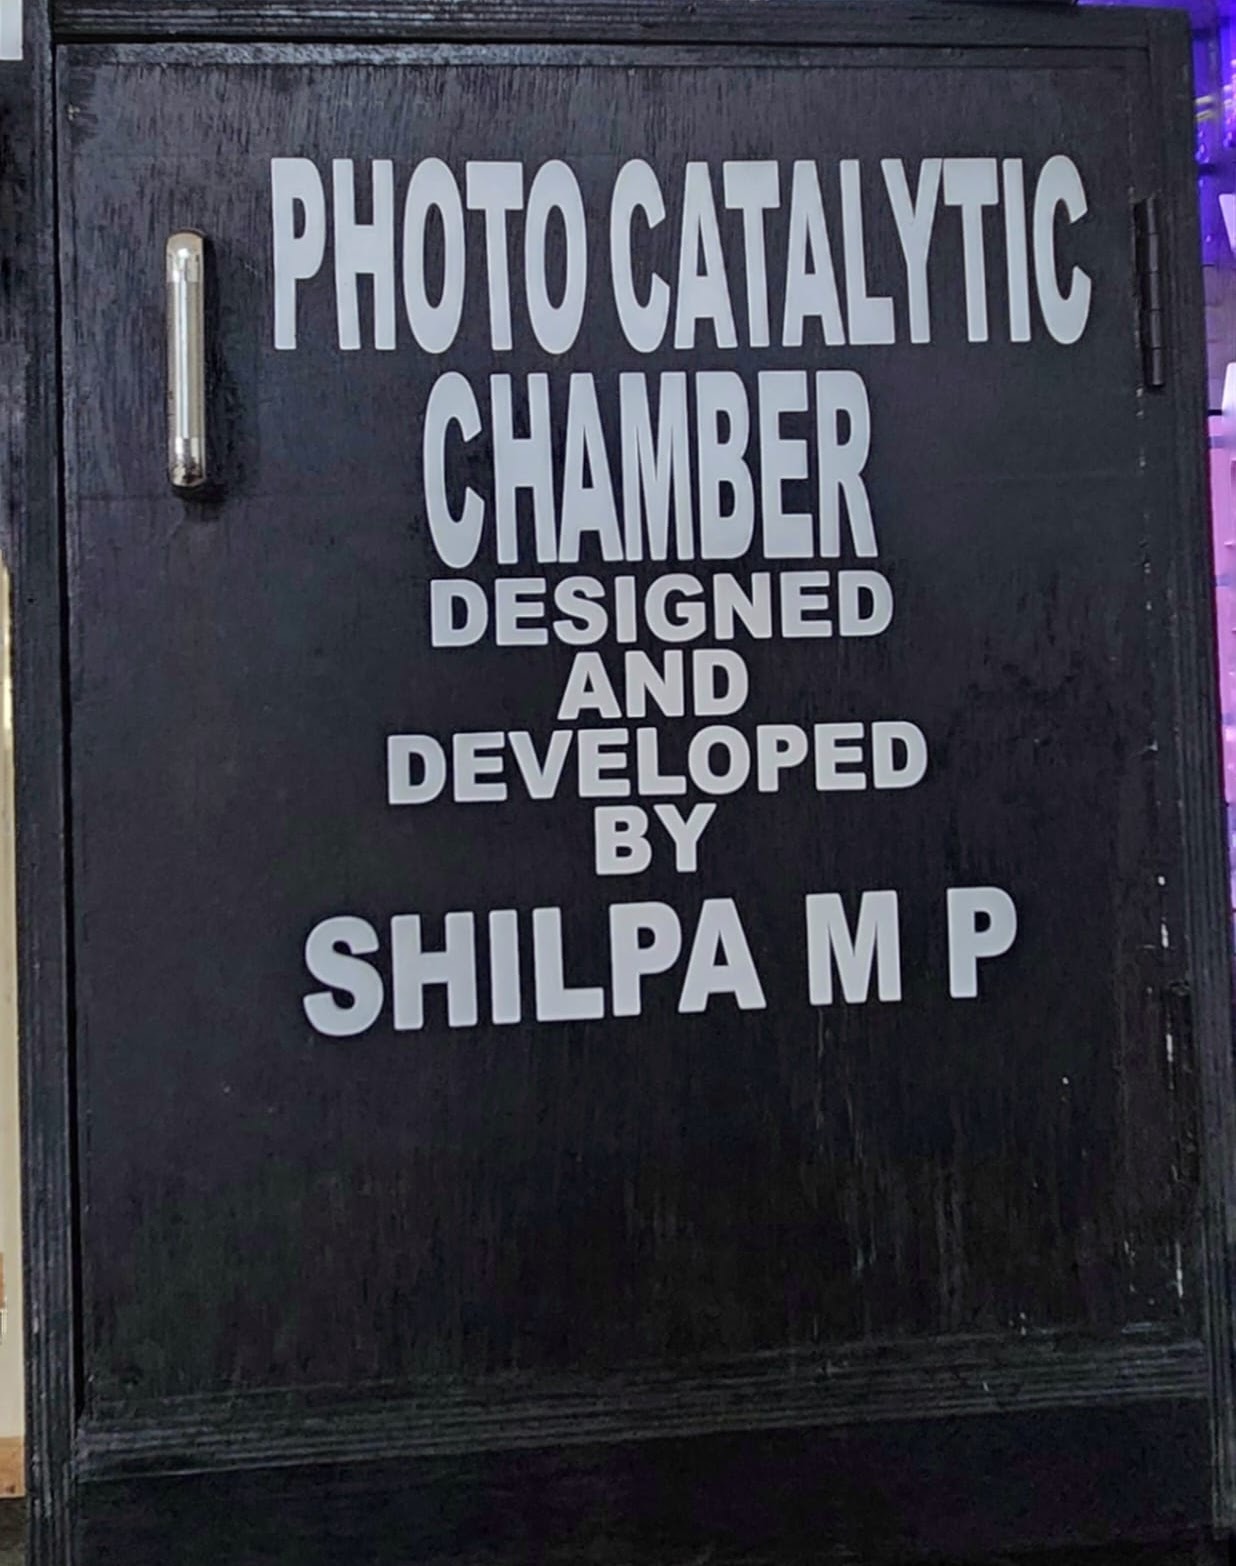 PHOTO CATALYTIC
CHAMBER
DESIGNED
AND
DEVELOPED
BY
SHILPA M P